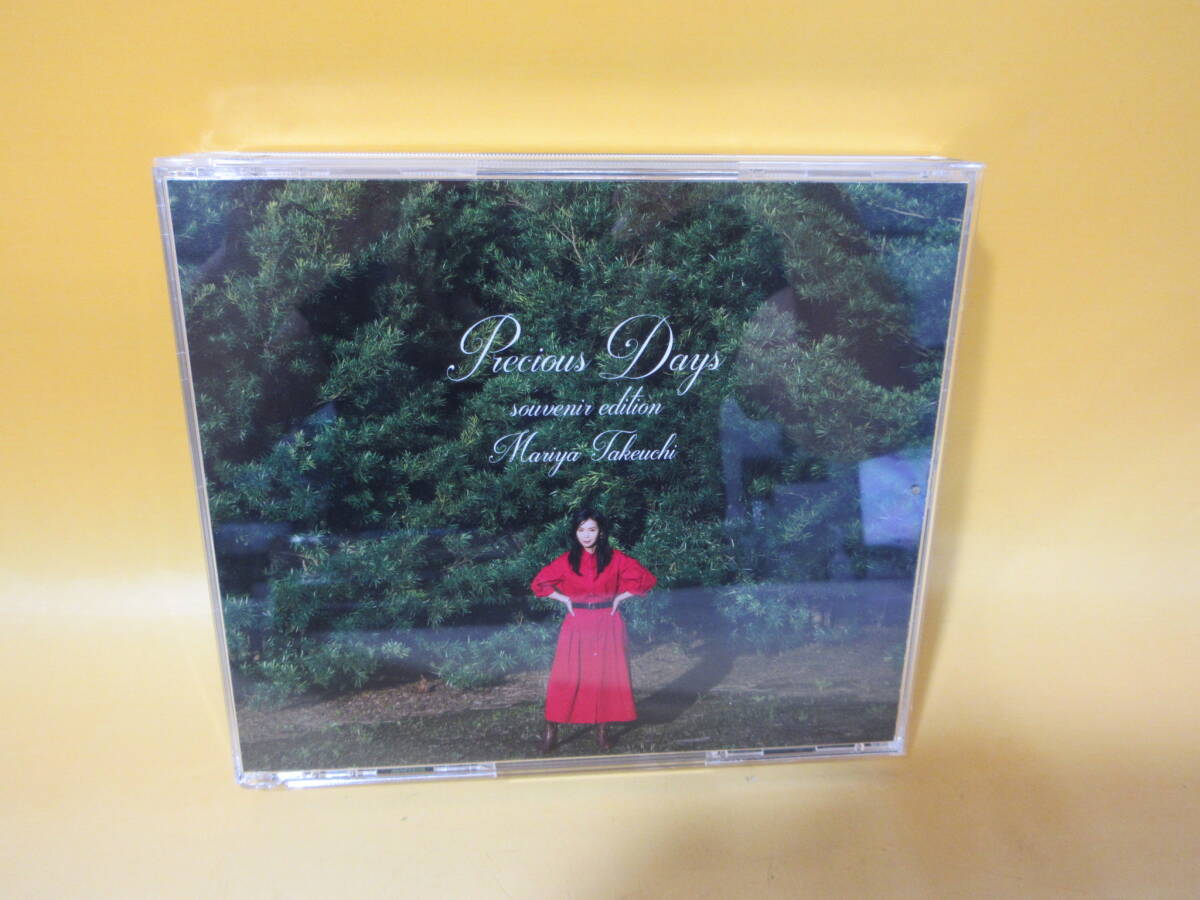 Precious Days
souvenir edition
Mariya Takeuchi